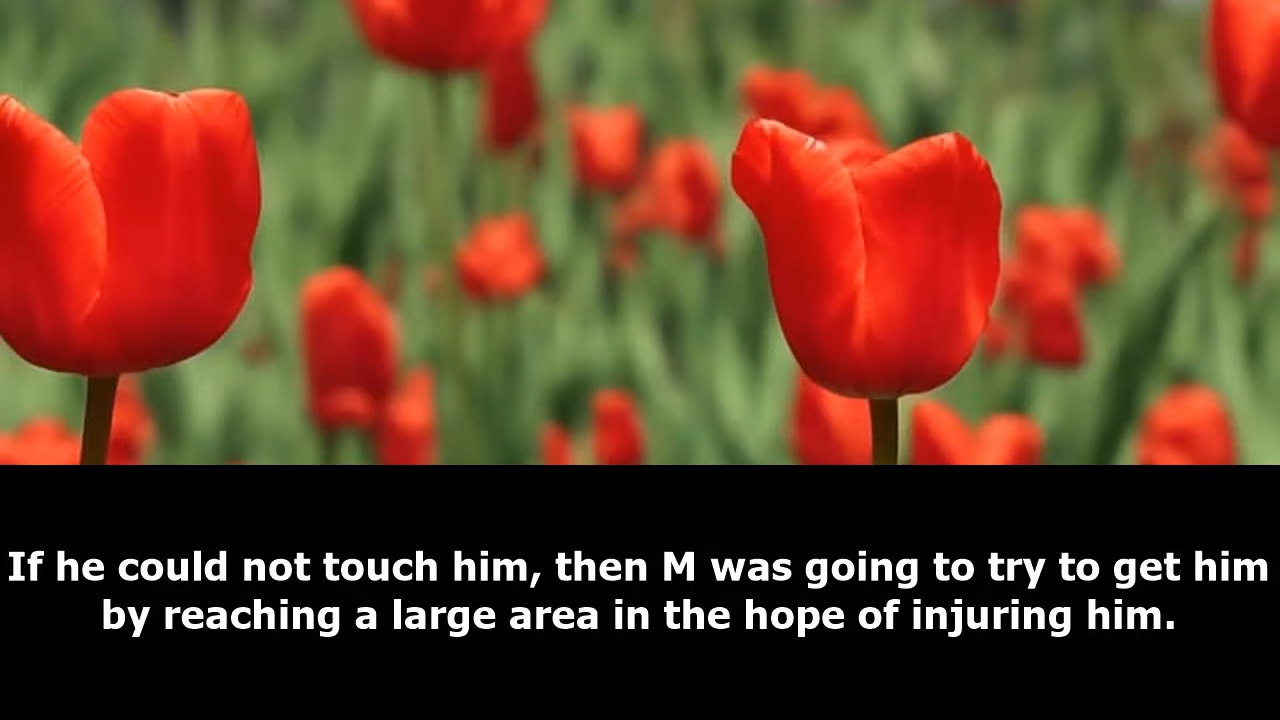 If he could not touch him, then M was going to try to get him
by reaching a large area in the hope of injuring him.